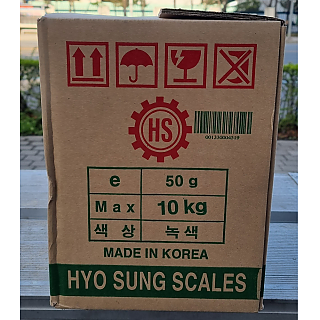 HS
e 50 g
Max 10 kg
색상 녹색
MADE IN KOREA
HYO SUNG SCALES